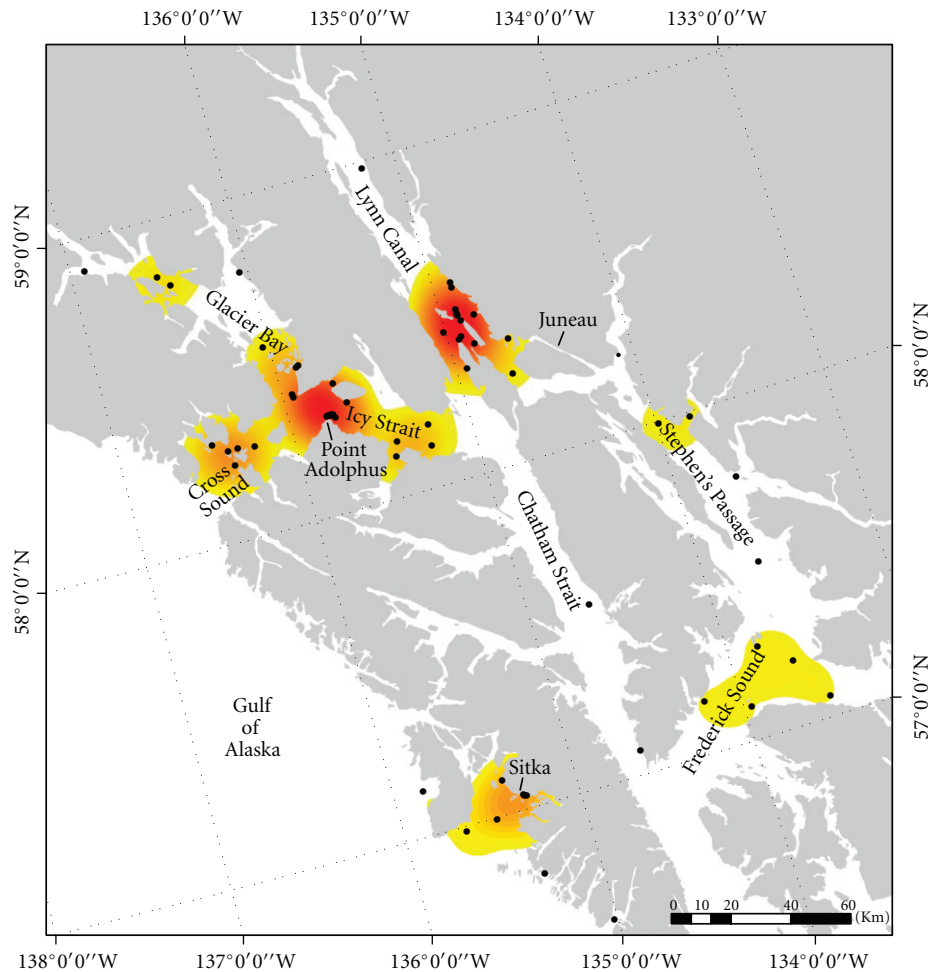 136°0′0″W
135°0′0″W
134°0′0″W
133°0′0″W
59°0′0″N
58°0′0″N
58°0′0″N
57°0′0″N
Lynn Canal
Glacier Bay
Juneau
Icy Strait
Point
Adolphus
Cross
Sound
Stephen's Passage
Chatham Strait
Frederick Sound
Gulf
of
Alaska
Sitka
0 10 20 40 60
(Km)
138°0′0″W
137°0′0″W
136°0′0″W
135°0′0″W
134°0′0″W